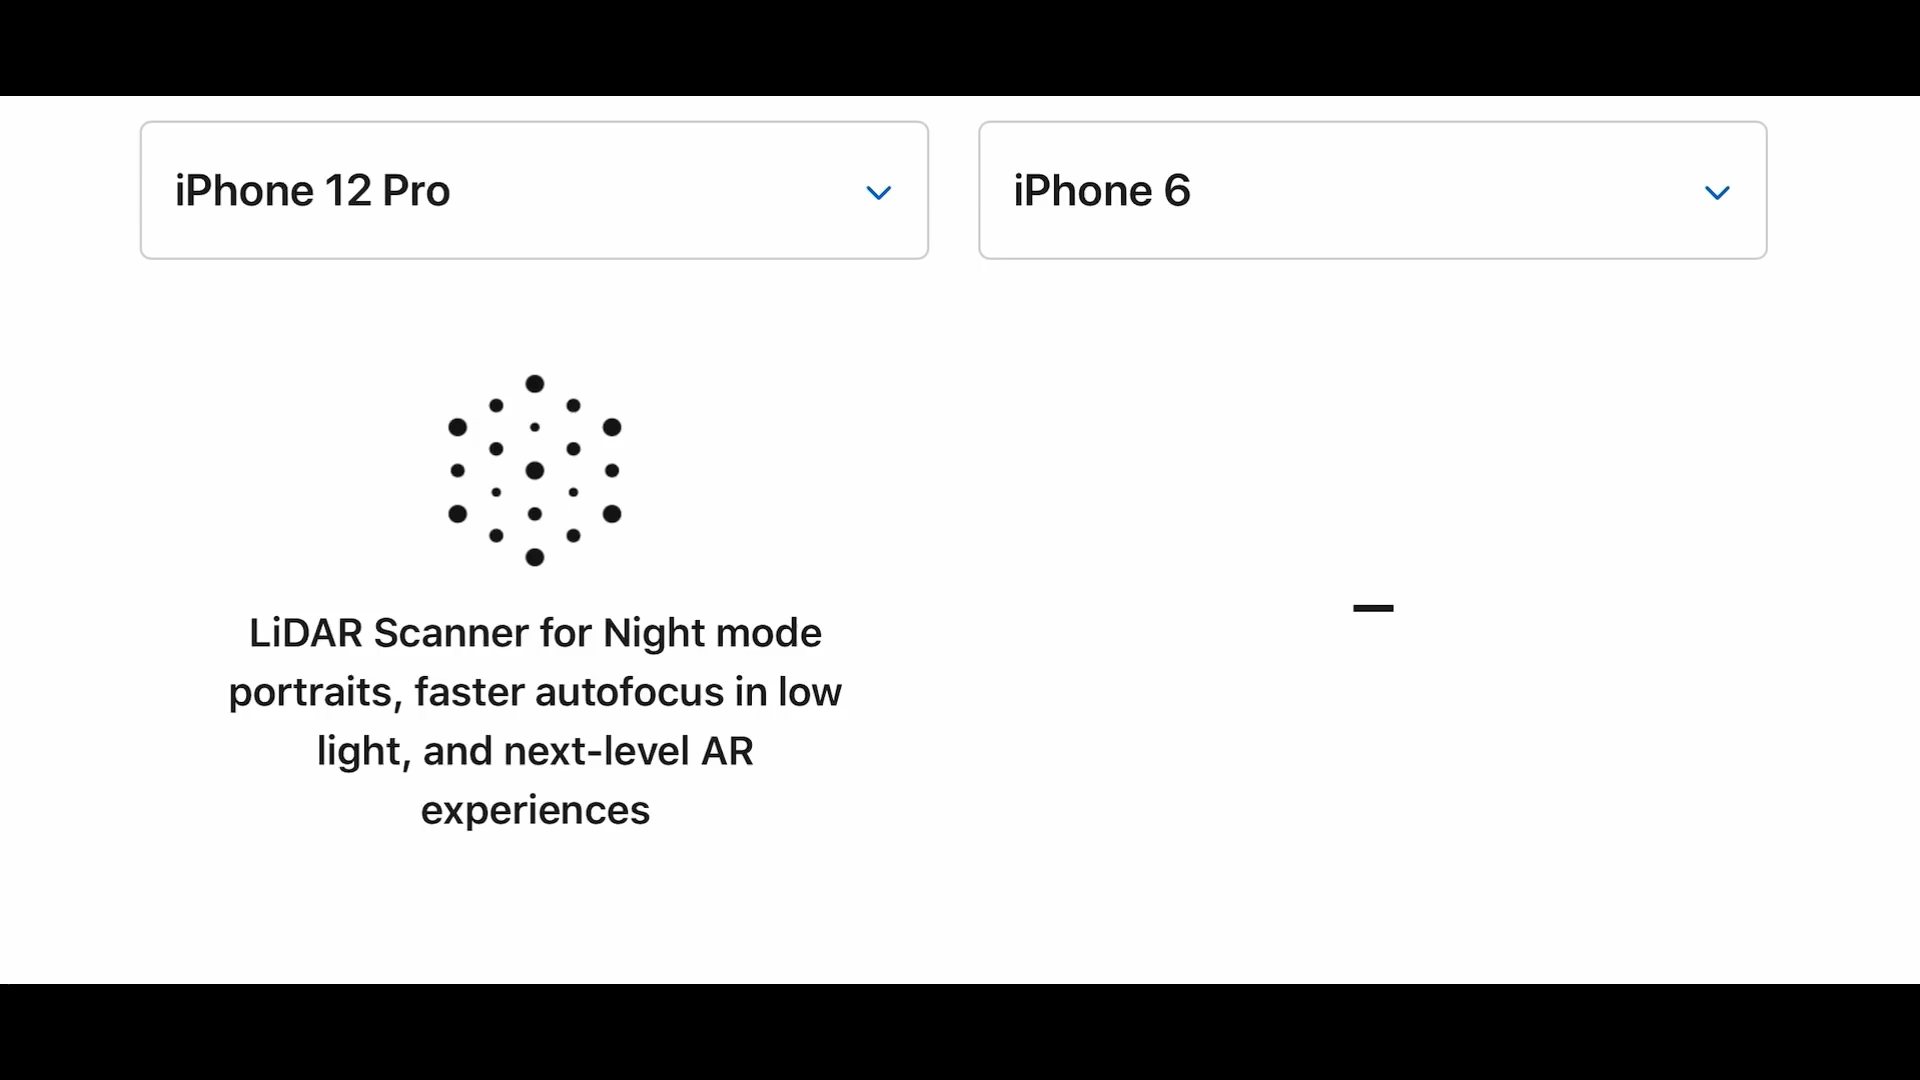 iPhone 12 Pro
iPhone 6
LiDAR Scanner for Night mode
portraits, faster autofocus in low
light, and next-level AR
experiences
–